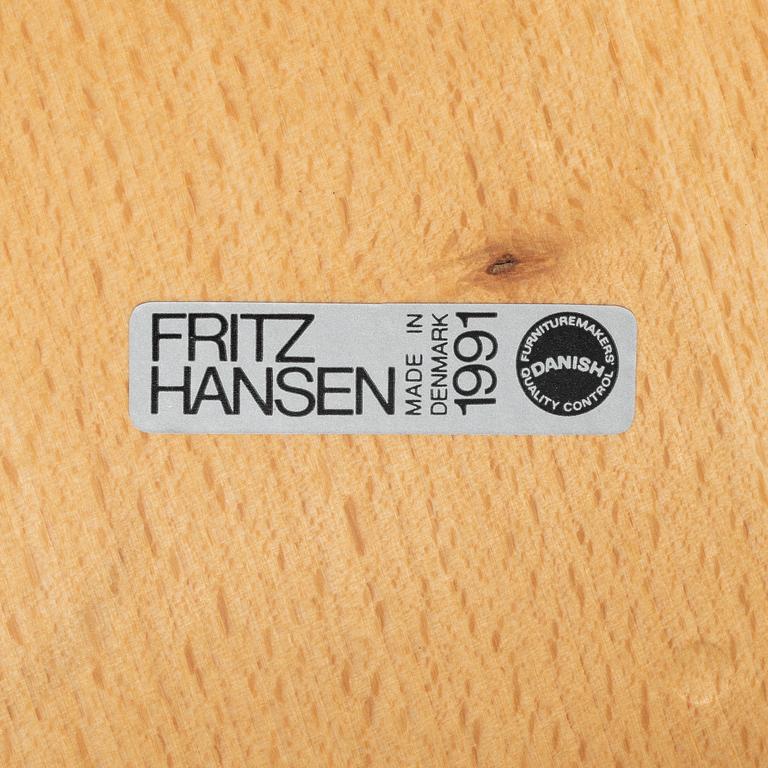 FRITZ
HANSEN
MADE IN
DENMARK
1991
FURNITUREMAKERS'
DANISH
QUALITY CONTROL